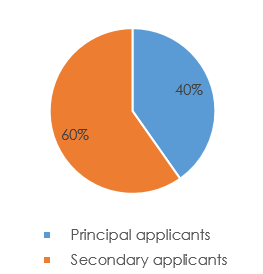 40%
60%
Principal applicants
Secondary applicants